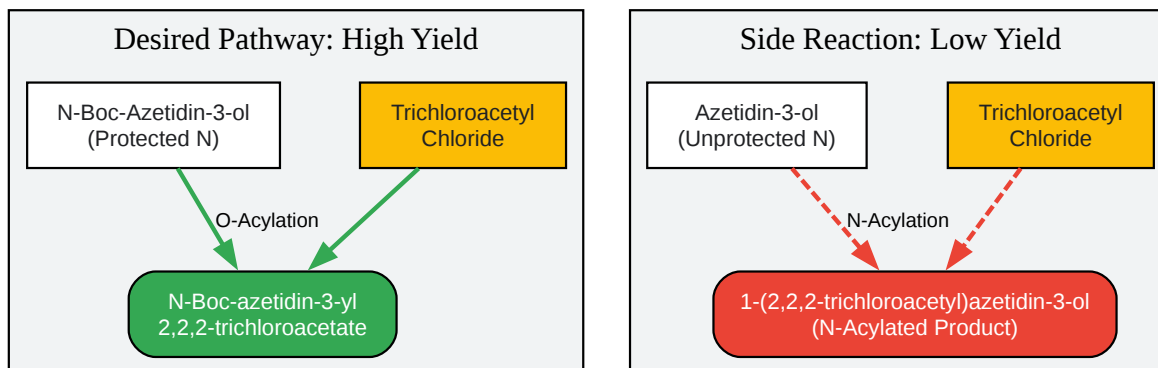 Desired Pathway: High Yield
N-Boc-Azetidin-3-ol
(Protected N)
Trichloroacetyl
Chloride
O-Acylation
N-Boc-azetidin-3-yl
2,2,2-trichloroacetate
Side Reaction: Low Yield
Azetidin-3-ol
(Unprotected N)
Trichloroacetyl
Chloride
N-Acylation
1-(2,2,2-trichloroacetyl)azetidin-3-ol
(N-Acylated Product)